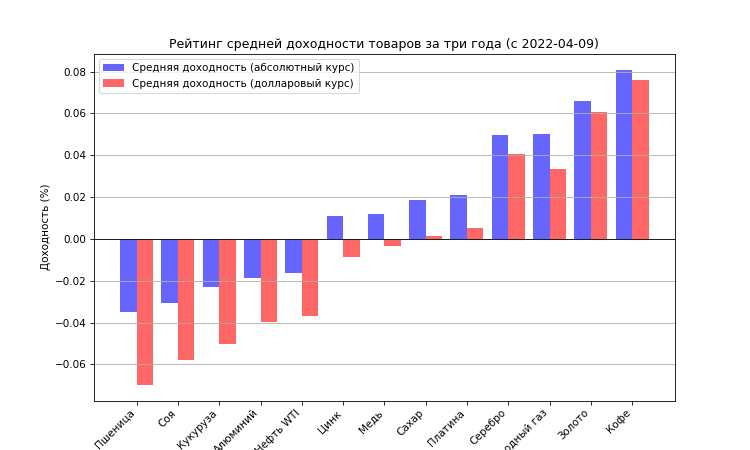 Рейтинг средней доходности товаров за три года (с 2022-04-09)
Средняя доходность (абсолютный курс)
Средняя доходность (долларовый курс)
Доходность (%)
0.08
0.06
0.04
0.02
0.00
−0.02
−0.04
−0.06
Пшеница
Соя
Кукуруза
Алюминий
Нефть WTI
Цинк
Медь
Сахар
Платина
Серебро
одный газ
Золото
Кофе